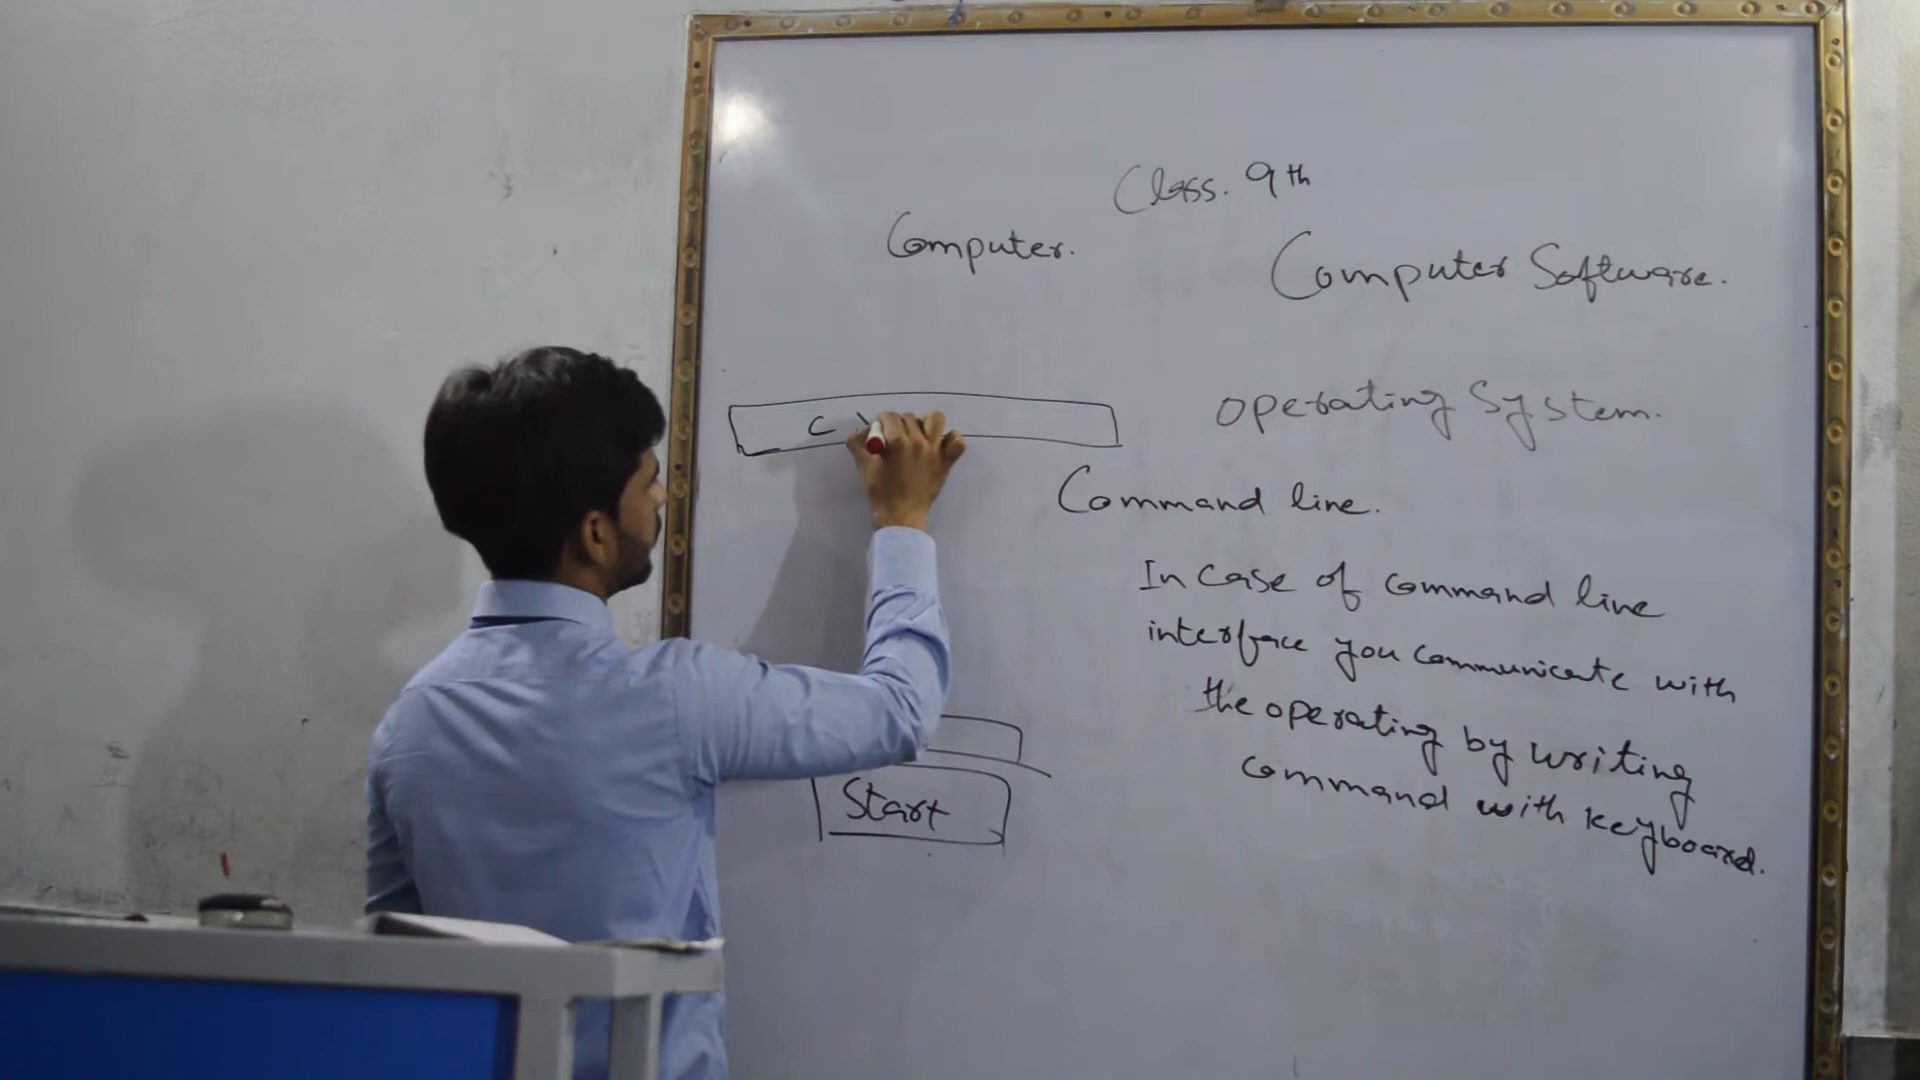 Class. 9th
Computer.
Computer Software.
Operating System.
C \
Command line.
In case of command line
interface you communicate with
the operating by writing
command with keyboard.
Start